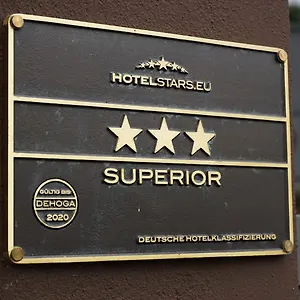 HOTELSTARS.EU
SUPERIOR
GÜLTIG BIS
DEHOGA
2020
DEUTSCHE HOTELKLASSIFIZIERUNG